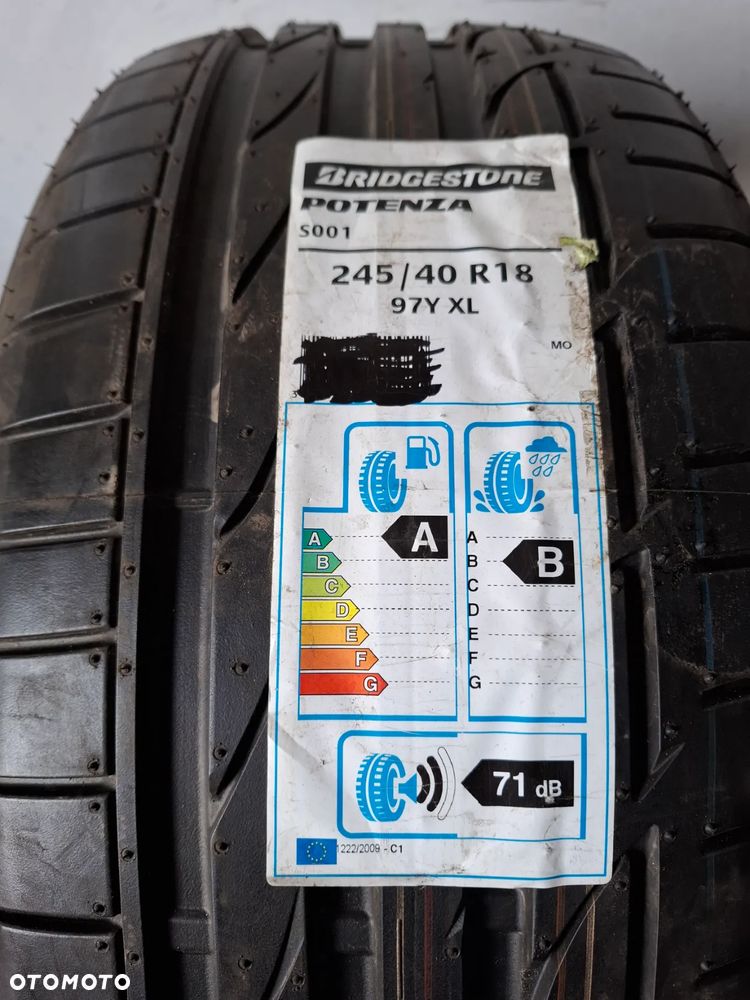 BRIDGESTONE
POTENZA
S001
245/40 R18
97Y XL
MO
A
A
B
C
D
E
F
G
B
A
B
C
D
E
F
G
71 dB
1222/2009 - C1
OTOMOTO